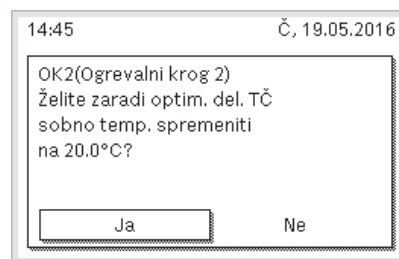 14:45 Č, 19.05.2016
OK2(Ogrevalni krog 2)
Želite zaradi optim. del. TČ
sobno temp. spremeniti
na 20.0°C?
Ja Ne